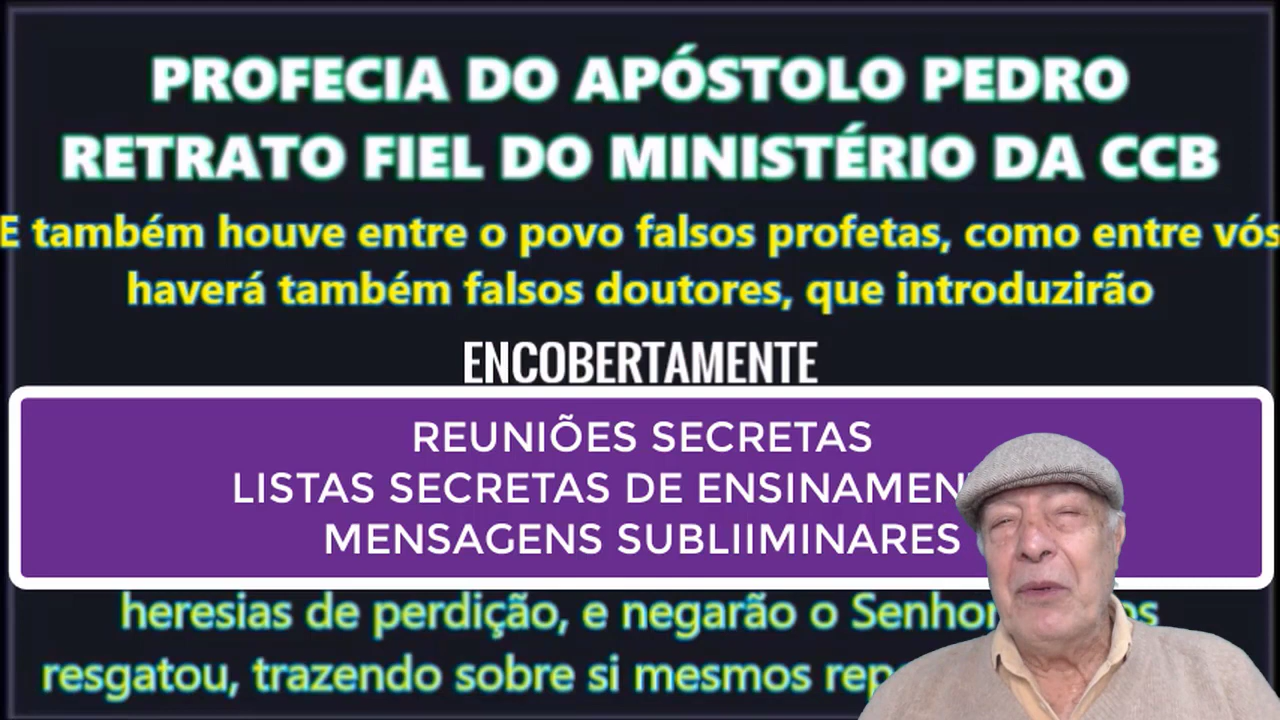 PROFECIA DO APÓSTOLO PEDRO
RETRATO FIEL DO MINISTÉRIO DA CCB
E também houve entre o povo falsos profetas, como entre vós
haverá também falsos doutores, que introduzirão
ENCOBERTAMENTE
REUNIÕES SECRETAS
LISTAS SECRETAS DE
MENSAGENS SUBLIIMINARES
heresias de perdição, e negarão o Senhor
resgatou, trazendo sobre si mesmos